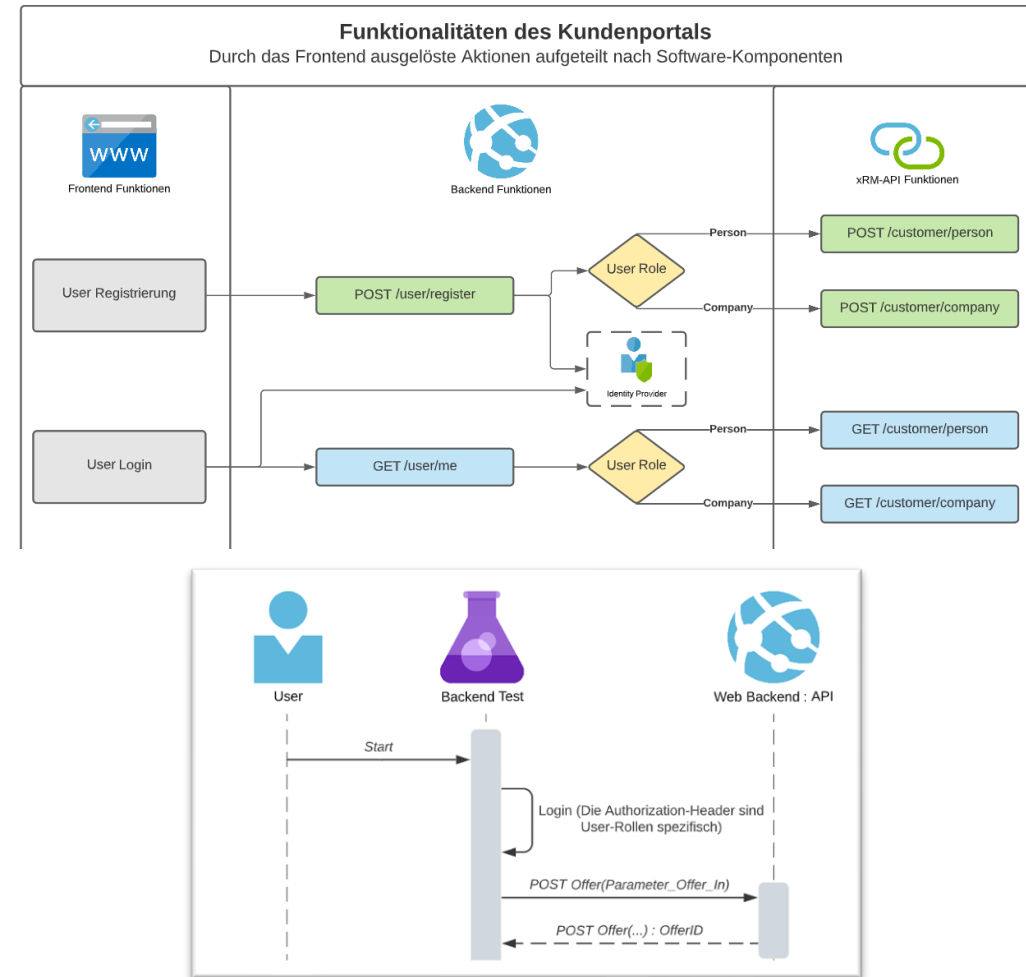 Funktionalitäten des Kundenportals
Durch das Frontend ausgelöste Aktionen aufgeteilt nach Software-Komponenten
www
Frontend Funktionen
Backend Funktionen
xRM-API Funktionen
User Registrierung
POST /user/register
User Role
Person
POST /customer/person
Company
POST /customer/company
Identity Provider
User Login
GET /user/me
User Role
Person
GET /customer/person
Company
GET /customer/company
User
Backend Test
Web Backend : API
Start
Login (Die Authorization-Header sind
User-Rollen spezifisch)
POST Offer(Parameter_Offer_In)
POST Offer(...) : OfferID